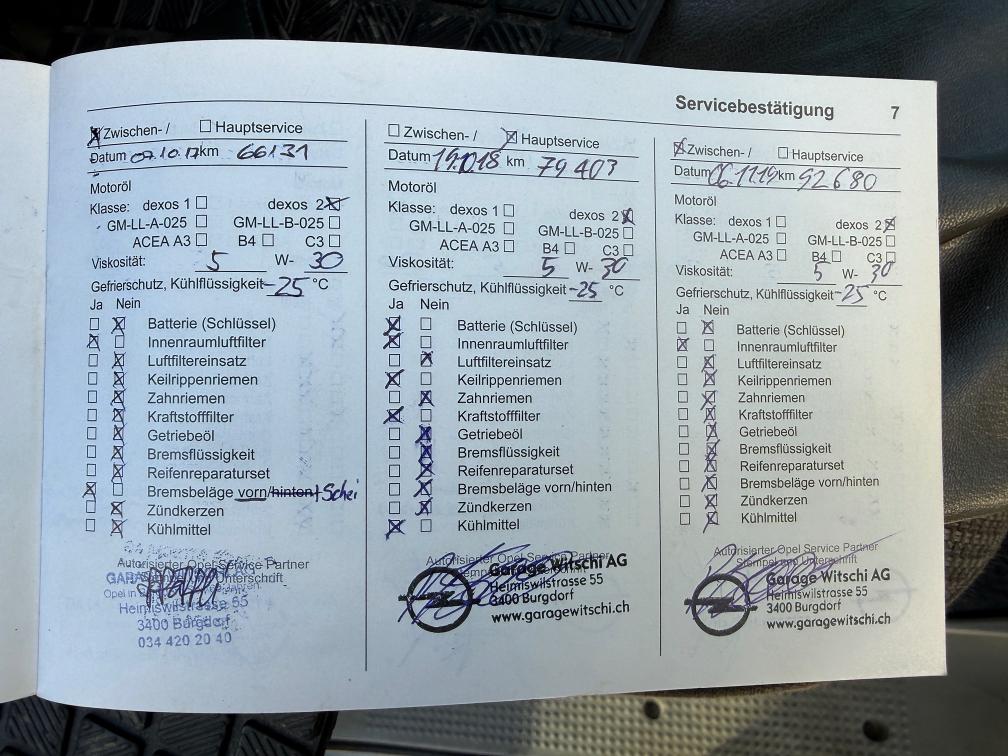 Servicebestätigung 7
Zwischen- / Hauptservice
Datum 09.10.17 km 66131
Motoröl
Klasse: dexos 1 dexos 2
GM-LL-A-025 GM-LL-B-025
ACEA A3 B4 C3
Viskosität: 5 W- 30
Gefrierschutz, Kühlflüssigkeit -25 °C
Ja Nein
Batterie (Schlüssel)
Innenraumluftfilter
Luftfiltereinsatz
Keilrippenriemen
Zahnriemen
Kraftstofffilter
Getriebeöl
Bremsflüssigkeit
Reifenreparaturset
Bremsbeläge vorn/hinten + Schei
Zündkerzen
Kühlmittel
Autorisierter Opel Service Partner
Unterschrift
Opel in
Heimiswilstrasse 55
3400 Burgdorf
034 420 20 40
Zwischen- / Hauptservice
Datum 19.10.18 km 79403
Motoröl
Klasse: dexos 1 dexos 2
GM-LL-A-025 GM-LL-B-025
ACEA A3 B4 C3
Viskosität: 5 W- 30
Gefrierschutz, Kühlflüssigkeit -25 °C
Ja Nein
Batterie (Schlüssel)
Innenraumluftfilter
Luftfiltereinsatz
Keilrippenriemen
Zahnriemen
Kraftstofffilter
Getriebeöl
Bremsflüssigkeit
Reifenreparaturset
Bremsbeläge vorn/hinten
Zündkerzen
Kühlmittel
Autorisierter Opel Service Partner
Garage Witschi AG
Heimiswilstrasse 55
3400 Burgdorf
www.garagewitschi.ch
Zwischen- / Hauptservice
Datum 06.11.19 km 92680
Motoröl
Klasse: dexos 1 dexos 2
GM-LL-A-025 GM-LL-B-025
ACEA A3 B4 C3
Viskosität: 5 W- 30
Gefrierschutz, Kühlflüssigkeit -25 °C
Ja Nein
Batterie (Schlüssel)
Innenraumluftfilter
Luftfiltereinsatz
Keilrippenriemen
Zahnriemen
Kraftstofffilter
Getriebeöl
Bremsflüssigkeit
Reifenreparaturset
Bremsbeläge vorn/hinten
Zündkerzen
Kühlmittel
Autorisierter Opel Service Partner
Stempel und Unterschrift
Garage Witschi AG
Heimiswilstrasse 55
3400 Burgdorf
www.garagewitschi.ch